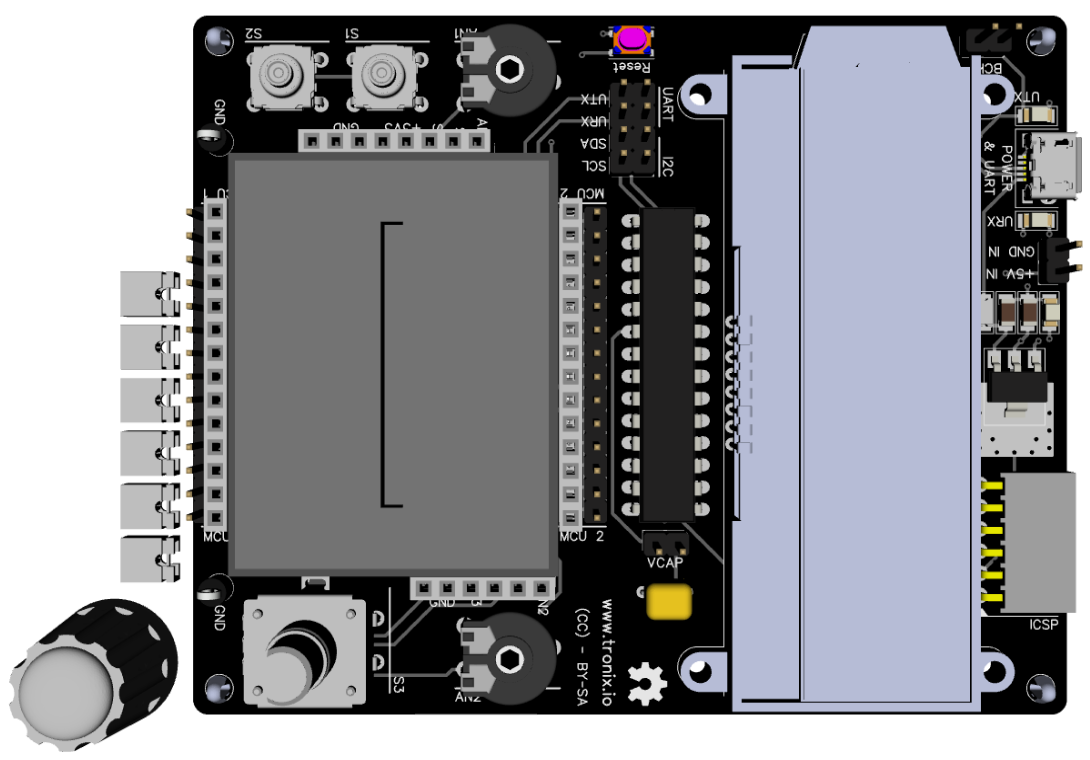 S2
S1
AN1
Reset
BCK
GND
GND
+3V3
UTX
URX
SDA
SCL
UART
I2C
UTX
POWER
& UART
URX
GND IN
+5V IN
1
2
MCU
MCU
MCU 2
VCAP
GND
GND
S3
AN2
www.tronix.io
(CC) - BY-SA
ICSP